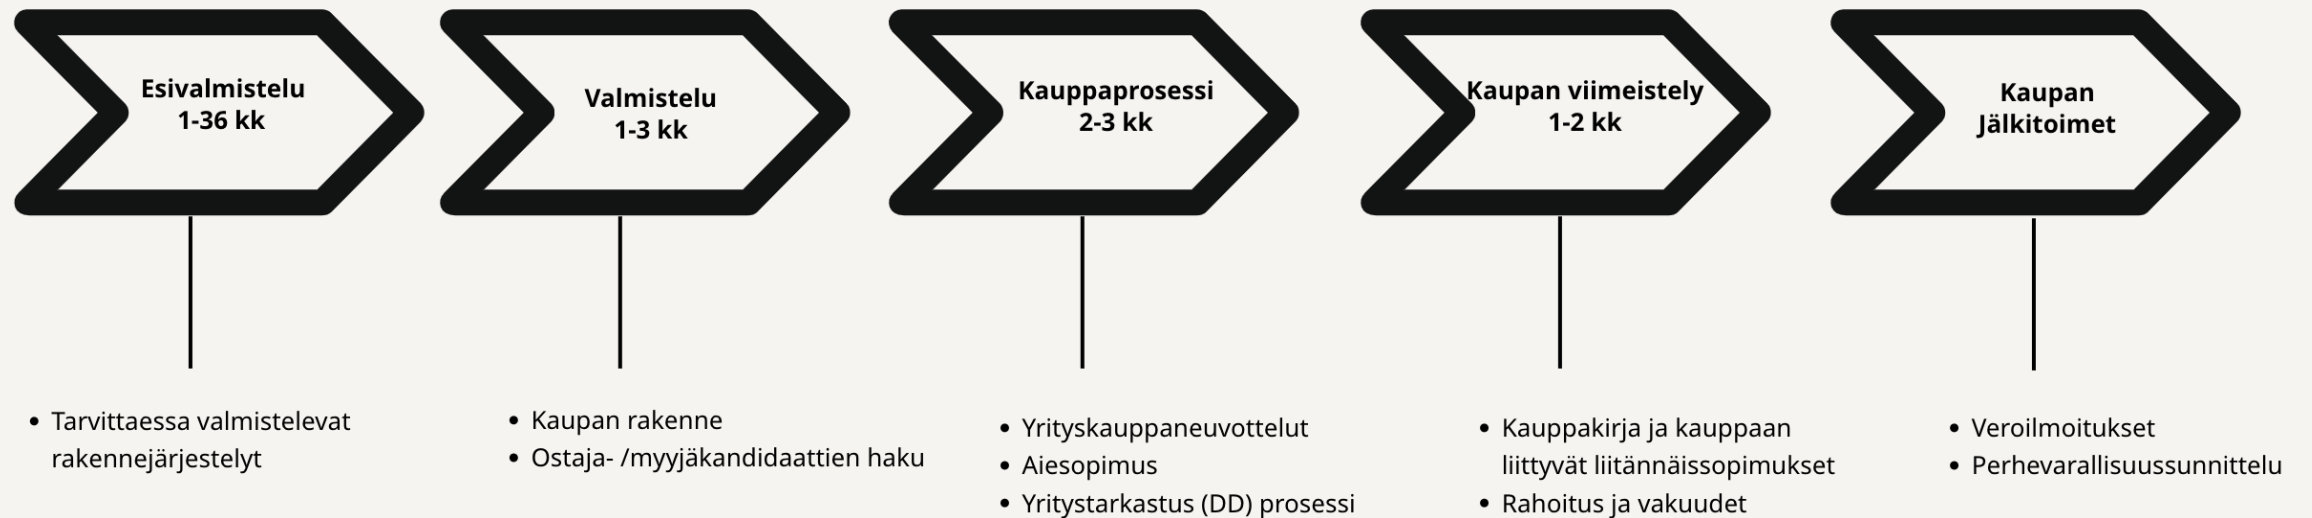 Esivalmistelu
1-36 kk
Valmistelu
1-3 kk
Kauppaprosessi
2-3 kk
Kaupan viimeistely
1-2 kk
Kaupan
Jälkitoimet
• Tarvittaessa valmistelevat
rakennejärjestelyt
• Kaupan rakenne
• Ostaja- /myyjäkandidaattien haku
• Yrityskauppaneuvottelut
• Aiesopimus
• Yritystarkastus (DD) prosessi
• Kauppakirja ja kauppaan
liittyvät liitännäissopimukset
• Rahoitus ja vakuudet
• Veroilmoitukset
• Perhevarallisuussunnittelu